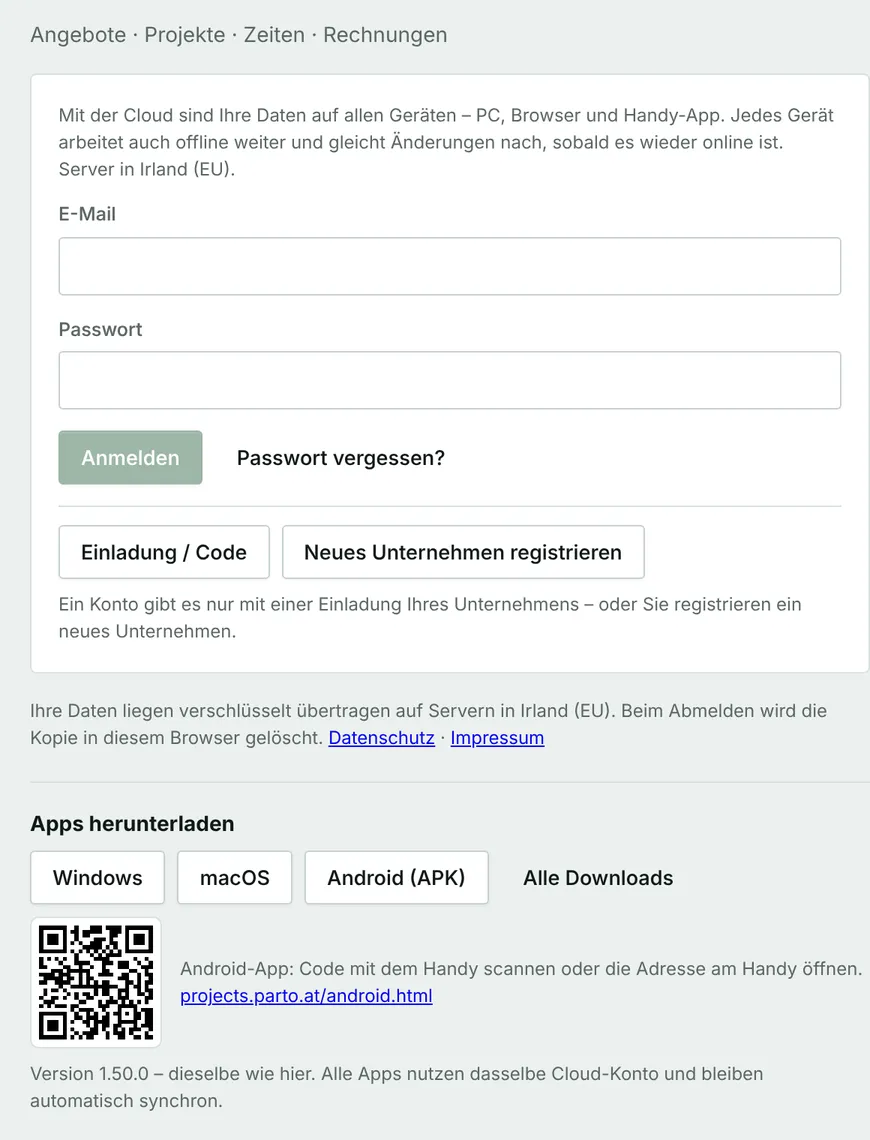 Angebote · Projekte · Zeiten · Rechnungen
Mit der Cloud sind Ihre Daten auf allen Geräten – PC, Browser und Handy-App. Jedes Gerät
arbeitet auch offline weiter und gleicht Änderungen nach, sobald es wieder online ist.
Server in Irland (EU).
E-Mail
Passwort
Anmelden Passwort vergessen?
Einladung / Code Neues Unternehmen registrieren
Ein Konto gibt es nur mit einer Einladung Ihres Unternehmens – oder Sie registrieren ein
neues Unternehmen.
Ihre Daten liegen verschlüsselt übertragen auf Servern in Irland (EU). Beim Abmelden wird die
Kopie in diesem Browser gelöscht. Datenschutz · Impressum
Apps herunterladen
Windows macOS Android (APK) Alle Downloads
Android-App: Code mit dem Handy scannen oder die Adresse am Handy öffnen.
projects.parto.at/android.html
Version 1.50.0 – dieselbe wie hier. Alle Apps nutzen dasselbe Cloud-Konto und bleiben
automatisch synchron.